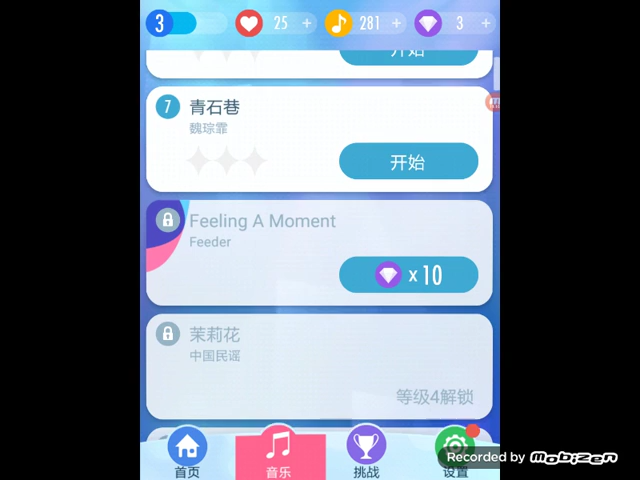 3 25 + 281 + 3 +
开始
7 青石巷
魏琮霏
开始
Feeling A Moment
Feeder
x 10
茉莉花
中国民谣
等级4解锁
首页 音乐 挑战 设置
Recorded by mobizen